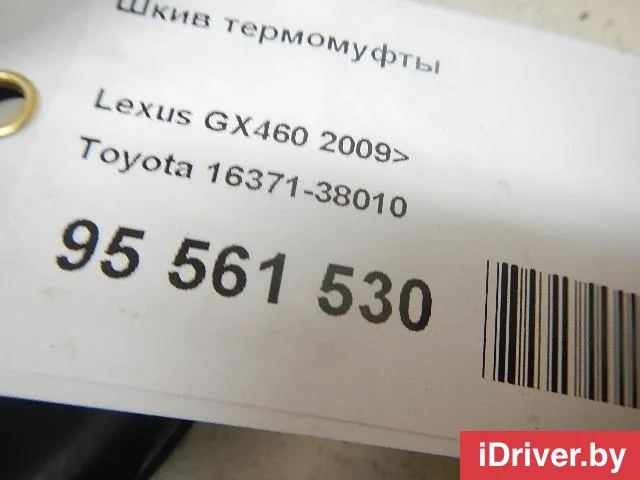 Шкив термомуфты
Lexus GX460 2009>
Toyota 16371-38010
95 561 530
iDriver.by